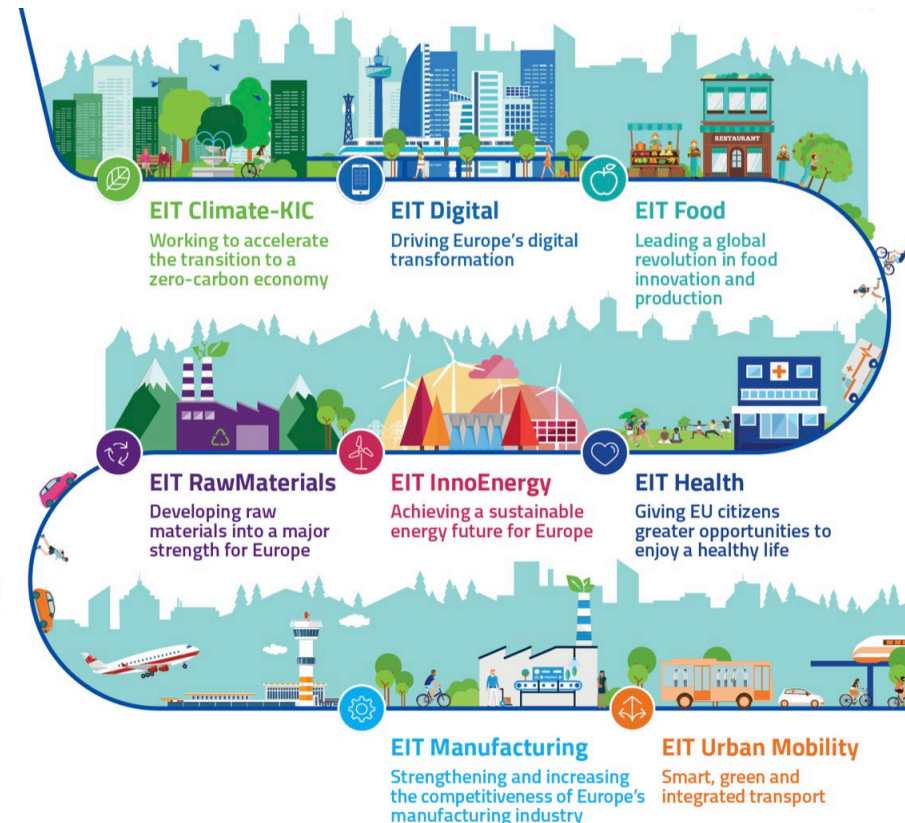 RESTAURANT
EIT Climate-KIC
Working to accelerate
the transition to a
zero-carbon economy
EIT Digital
Driving Europe's digital
transformation
EIT Food
Leading a global
revolution in food
innovation and
production
EIT RawMaterials
Developing raw
materials into a major
strength for Europe
EIT InnoEnergy
Achieving a sustainable
energy future for Europe
EIT Health
Giving EU citizens
greater opportunities to
enjoy a healthy life
EIT Manufacturing
Strengthening and increasing
the competitiveness of Europe's
manufacturing industry
EIT Urban Mobility
Smart, green and
integrated transport